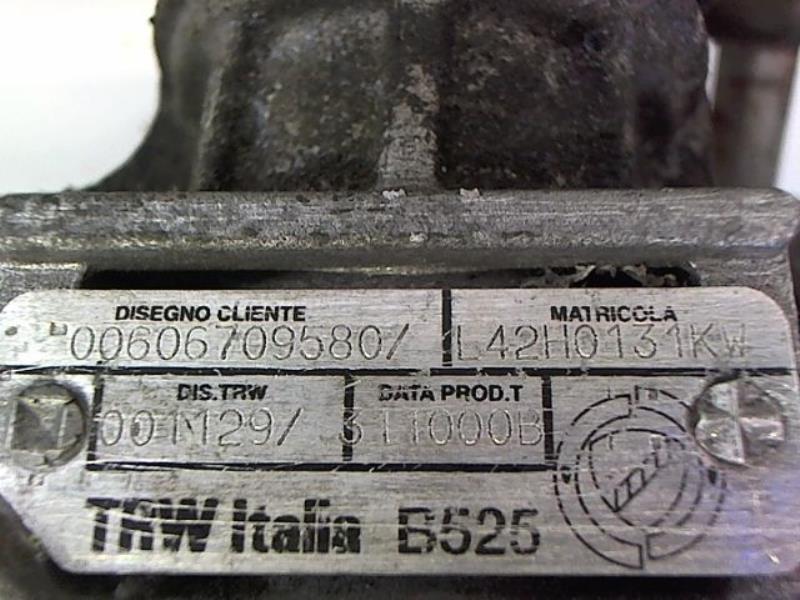 DISEGNO CLIENTE MATRICOLA
00606709580/ L42H0131KW
DIS.TRW DATA PROD.T
001M29/ 311000B
TRW Italia B525